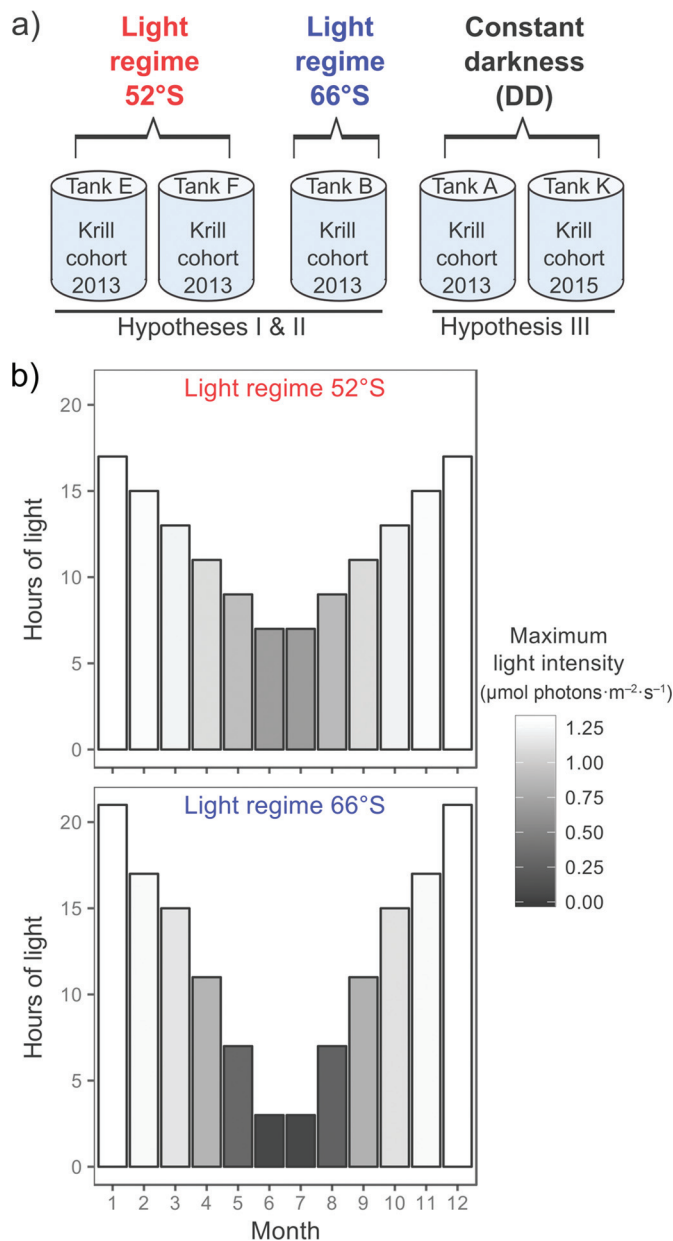 a)
Light regime 52°S
Light regime 66°S
Constant darkness (DD)
Tank E
Krill cohort 2013
Tank F
Krill cohort 2013
Tank B
Krill cohort 2013
Tank A
Krill cohort 2013
Tank K
Krill cohort 2015
Hypotheses I & II
Hypothesis III
b)
Light regime 52°S
Hours of light
20
15
10
5
0
Maximum
light intensity
(µmol photons·m⁻²·s⁻¹)
1.25
1.00
0.75
0.50
0.25
0.00
Light regime 66°S
Hours of light
20
15
10
5
0
1 2 3 4 5 6 7 8 9 10 11 12
Month